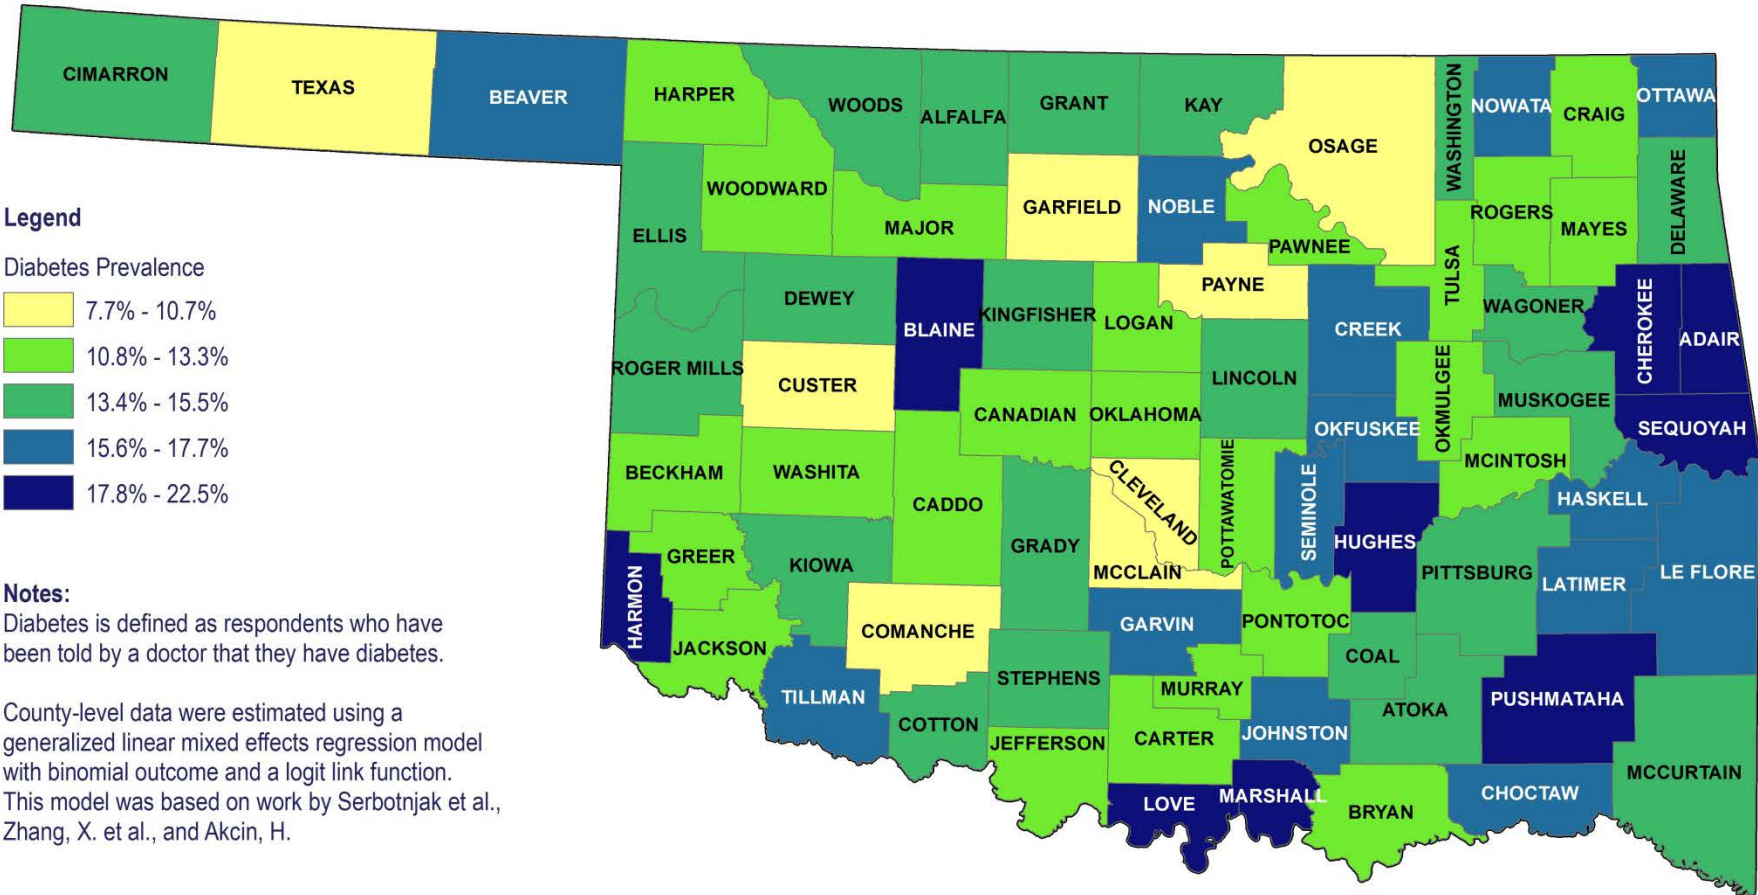 CIMARRON
TEXAS
BEAVER
HARPER
WOODS
ALFALFA
GRANT
KAY
OSAGE
WASHINGTON
NOWATA
CRAIG
OTTAWA
WOODWARD
MAJOR
GARFIELD
NOBLE
PAWNEE
ROGERS
MAYES
DELAWARE
ELLIS
DEWEY
BLAINE
KINGFISHER
LOGAN
PAYNE
CREEK
TULSA
WAGONER
CHEROKEE
ADAIR
ROGER MILLS
CUSTER
CANADIAN
OKLAHOMA
LINCOLN
OKFUSKEE
OKMULGEE
MUSKOGEE
SEQUOYAH
BECKHAM
WASHITA
CADDO
GRADY
CLEVELAND
POTTAWATOMIE
SEMINOLE
HUGHES
MCINTOSH
HASKELL
GREER
KIOWA
MCCLAIN
PITTSBURG
LATIMER
LE FLORE
HARMON
JACKSON
COMANCHE
GARVIN
PONTOTOC
COAL
TILLMAN
COTTON
STEPHENS
MURRAY
JOHNSTON
ATOKA
PUSHMATAHA
JEFFERSON
CARTER
LOVE
MARSHALL
BRYAN
CHOCTAW
MCCURTAIN
Legend
Diabetes Prevalence
7.7% - 10.7%
10.8% - 13.3%
13.4% - 15.5%
15.6% - 17.7%
17.8% - 22.5%
Notes:
Diabetes is defined as respondents who have
been told by a doctor that they have diabetes.
County-level data were estimated using a
generalized linear mixed effects regression model
with binomial outcome and a logit link function.
This model was based on work by Serbotnjak et al.,
Zhang, X. et al., and Akcin, H.